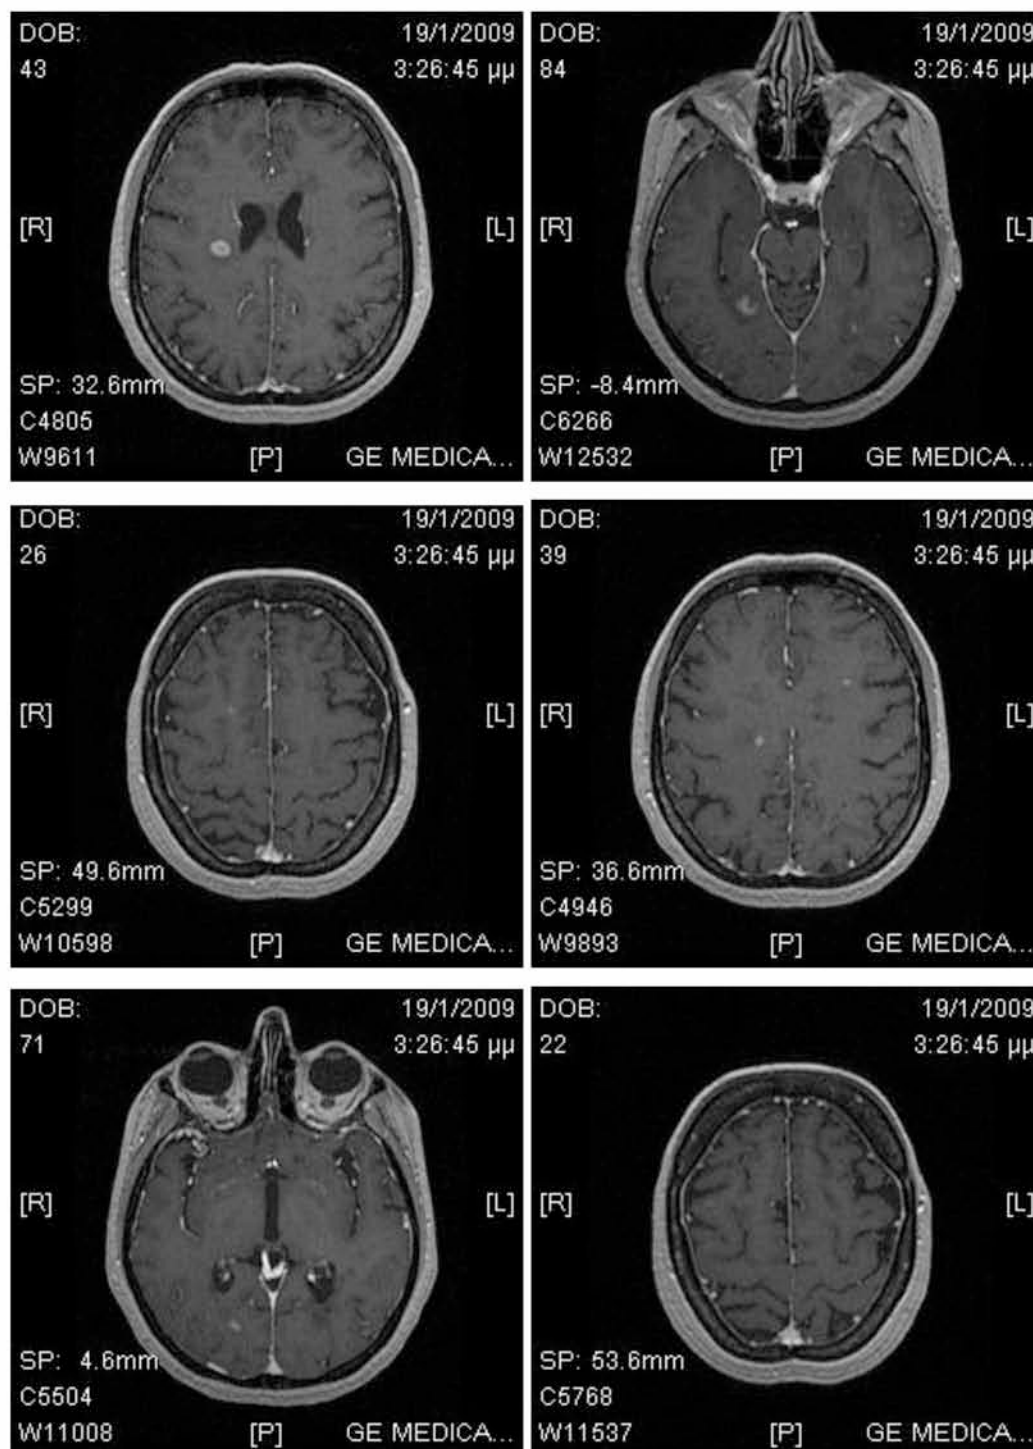 DOB: 19/1/2009
43 3:26:45 μμ
[R] [L]
SP: 32.6mm
C4805
W9611 [P] GE MEDICA...
DOB: 19/1/2009
84 3:26:45 μμ
[R] [L]
SP: -8.4mm
C6266
W12532 [P] GE MEDICA...
DOB: 19/1/2009
26 3:26:45 μμ
[R] [L]
SP: 49.6mm
C5299
W10598 [P] GE MEDICA...
DOB: 19/1/2009
39 3:26:45 μμ
[R] [L]
SP: 36.6mm
C4946
W9893 [P] GE MEDICA...
DOB: 19/1/2009
71 3:26:45 μμ
[R] [L]
SP: 4.6mm
C5504
W11008 [P] GE MEDICA...
DOB: 19/1/2009
22 3:26:45 μμ
[R] [L]
SP: 53.6mm
C5768
W11537 [P] GE MEDICA...